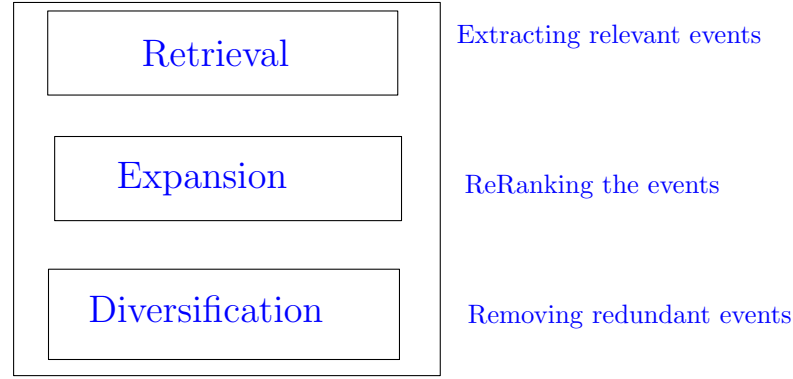 Retrieval
Extracting relevant events
Expansion
ReRanking the events
Diversification
Removing redundant events